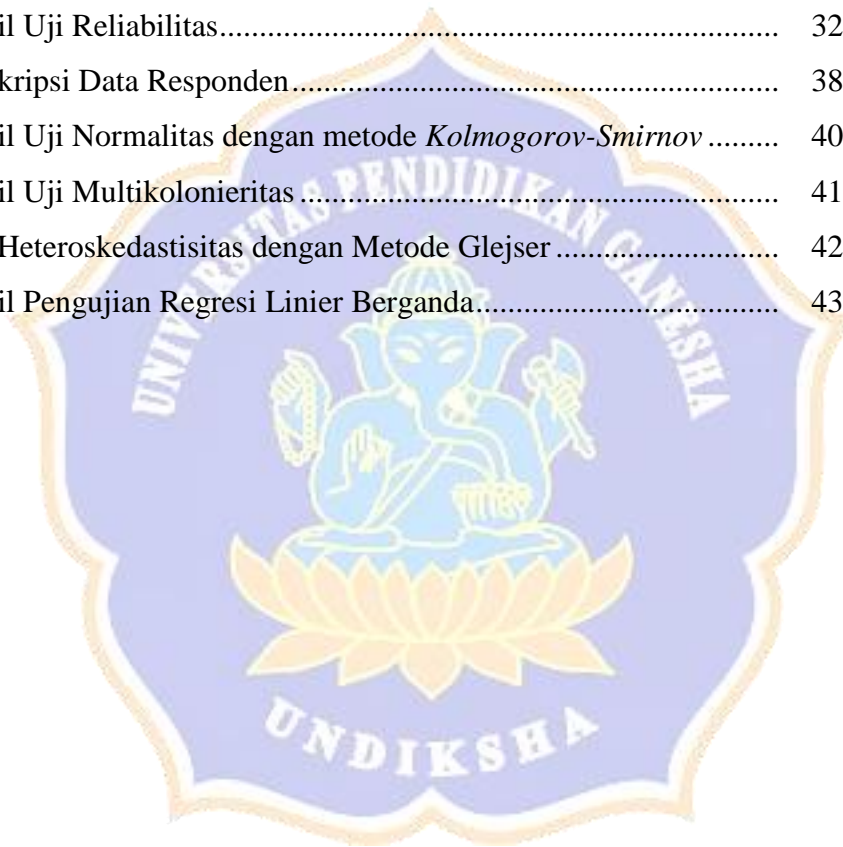 il Uji Reliabilitas...................................................................... 32
kripsi Data Responden............................................................. 38
il Uji Normalitas dengan metode Kolmogorov-Smirnov ......... 40
il Uji Multikolonieritas ............................................................ 41
Heteroskedastisitas dengan Metode Glejser ............................ 42
il Pengujian Regresi Linier Berganda....................................... 43
UNIVERSITAS PENDIDIKAN GANESHA
UNDIKSHA